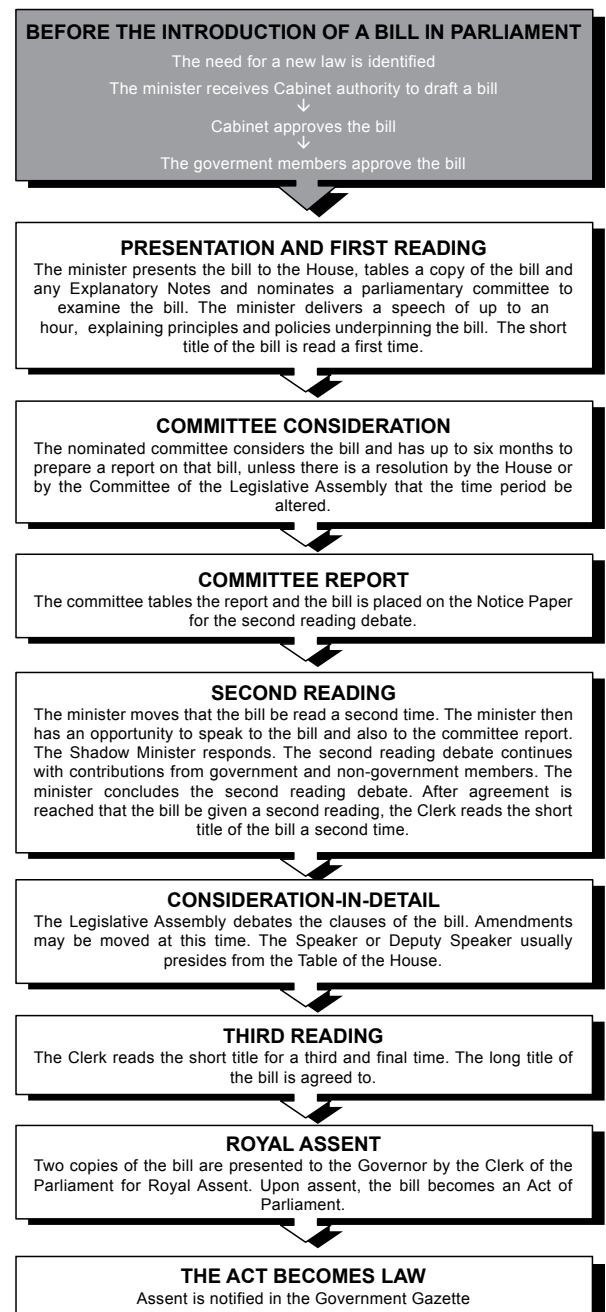 BEFORE THE INTRODUCTION OF A BILL IN PARLIAMENT
The need for a new law is identified
The minister receives Cabinet authority to draft a bill
↓
Cabinet approves the bill
↓
The goverment members approve the bill
PRESENTATION AND FIRST READING
The minister presents the bill to the House, tables a copy of the bill and
any Explanatory Notes and nominates a parliamentary committee to
examine the bill. The minister delivers a speech of up to an
hour, explaining principles and policies underpinning the bill. The short
title of the bill is read a first time.
COMMITTEE CONSIDERATION
The nominated committee considers the bill and has up to six months to
prepare a report on that bill, unless there is a resolution by the House or
by the Committee of the Legislative Assembly that the time period be
altered.
COMMITTEE REPORT
The committee tables the report and the bill is placed on the Notice Paper
for the second reading debate.
SECOND READING
The minister moves that the bill be read a second time. The minister then
has an opportunity to speak to the bill and also to the committee report.
The Shadow Minister responds. The second reading debate continues
with contributions from government and non-government members. The
minister concludes the second reading debate. After agreement is
reached that the bill be given a second reading, the Clerk reads the short
title of the bill a second time.
CONSIDERATION-IN-DETAIL
The Legislative Assembly debates the clauses of the bill. Amendments
may be moved at this time. The Speaker or Deputy Speaker usually
presides from the Table of the House.
THIRD READING
The Clerk reads the short title for a third and final time. The long title of
the bill is agreed to.
ROYAL ASSENT
Two copies of the bill are presented to the Governor by the Clerk of the
Parliament for Royal Assent. Upon assent, the bill becomes an Act of
Parliament.
THE ACT BECOMES LAW
Assent is notified in the Government Gazette